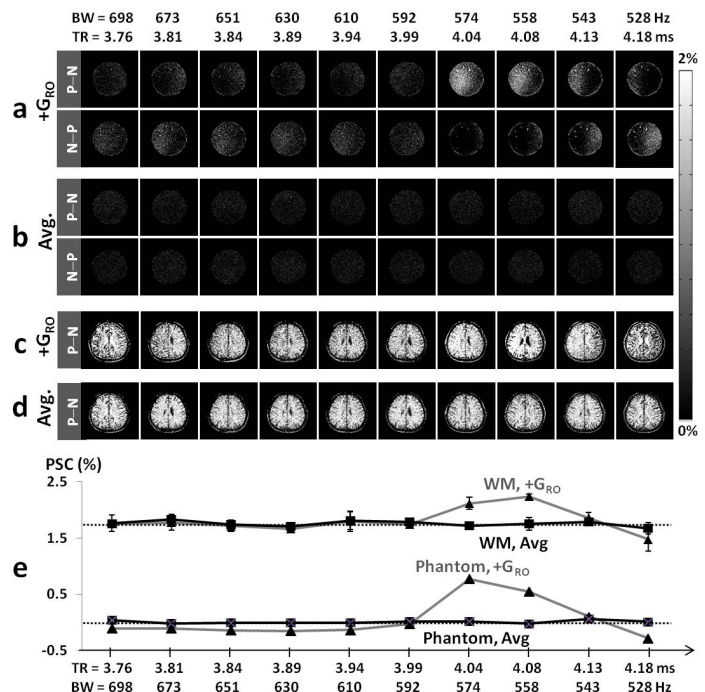 BW = 698 673 651 630 610 592 574 558 543 528 Hz
TR = 3.76 3.81 3.84 3.89 3.94 3.99 4.04 4.08 4.13 4.18 ms
2%
a +GRO P–N
N–P
b Avg. P–N
N–P
c +GRO P–N
d Avg. P–N
0%
PSC (%)
2.5
WM, +GRO
1.5
WM, Avg
e
Phantom, +GRO
0.5
Phantom, Avg
-0.5
TR = 3.76 3.81 3.84 3.89 3.94 3.99 4.04 4.08 4.13 4.18 ms
BW = 698 673 651 630 610 592 574 558 543 528 Hz